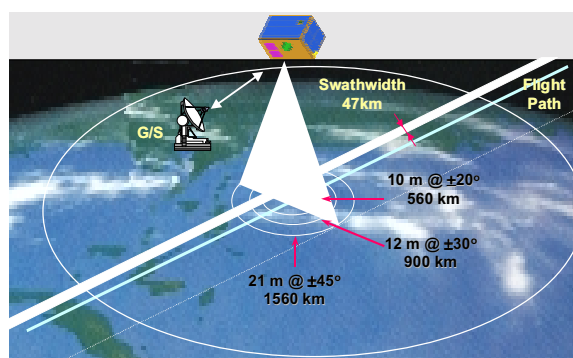 Swathwidth
47km
Flight
Path
G/S
10 m @ ±20°
560 km
12 m @ ±30°
900 km
21 m @ ±45°
1560 km